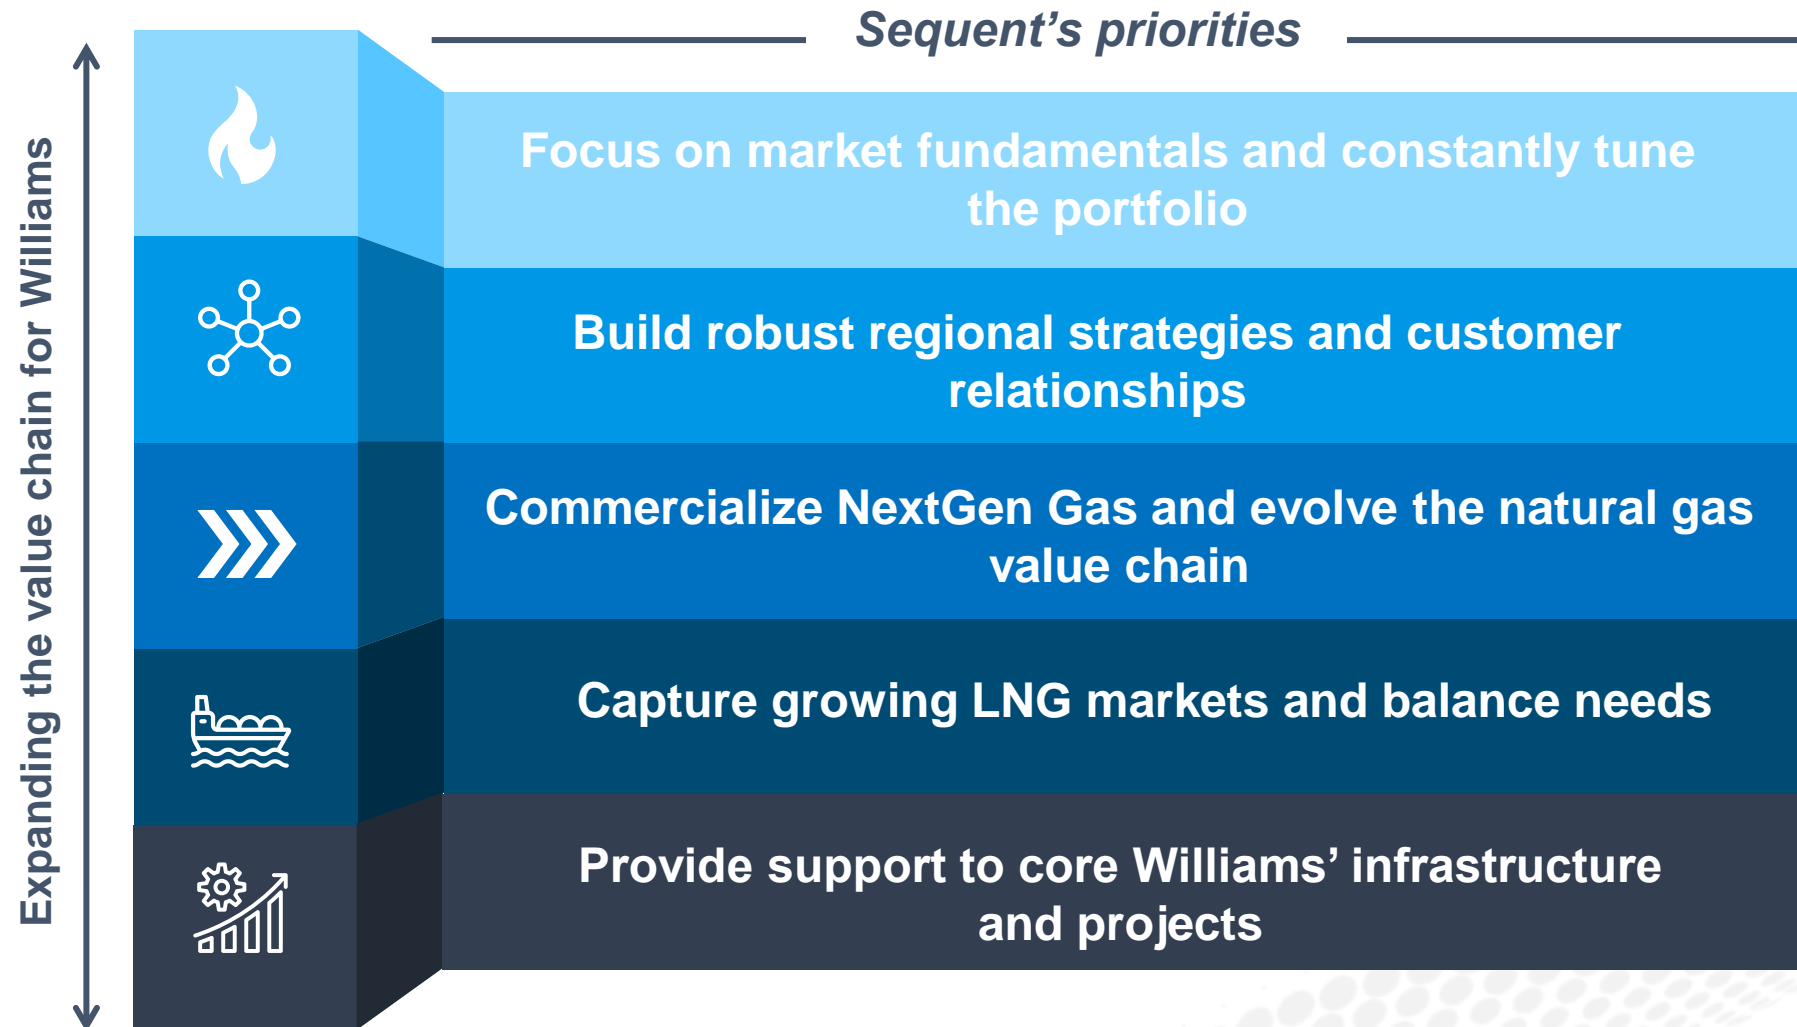 Sequent’s priorities
Expanding the value chain for Williams
Focus on market fundamentals and constantly tune
the portfolio
Build robust regional strategies and customer
relationships
Commercialize NextGen Gas and evolve the natural gas
value chain
Capture growing LNG markets and balance needs
Provide support to core Williams’ infrastructure
and projects